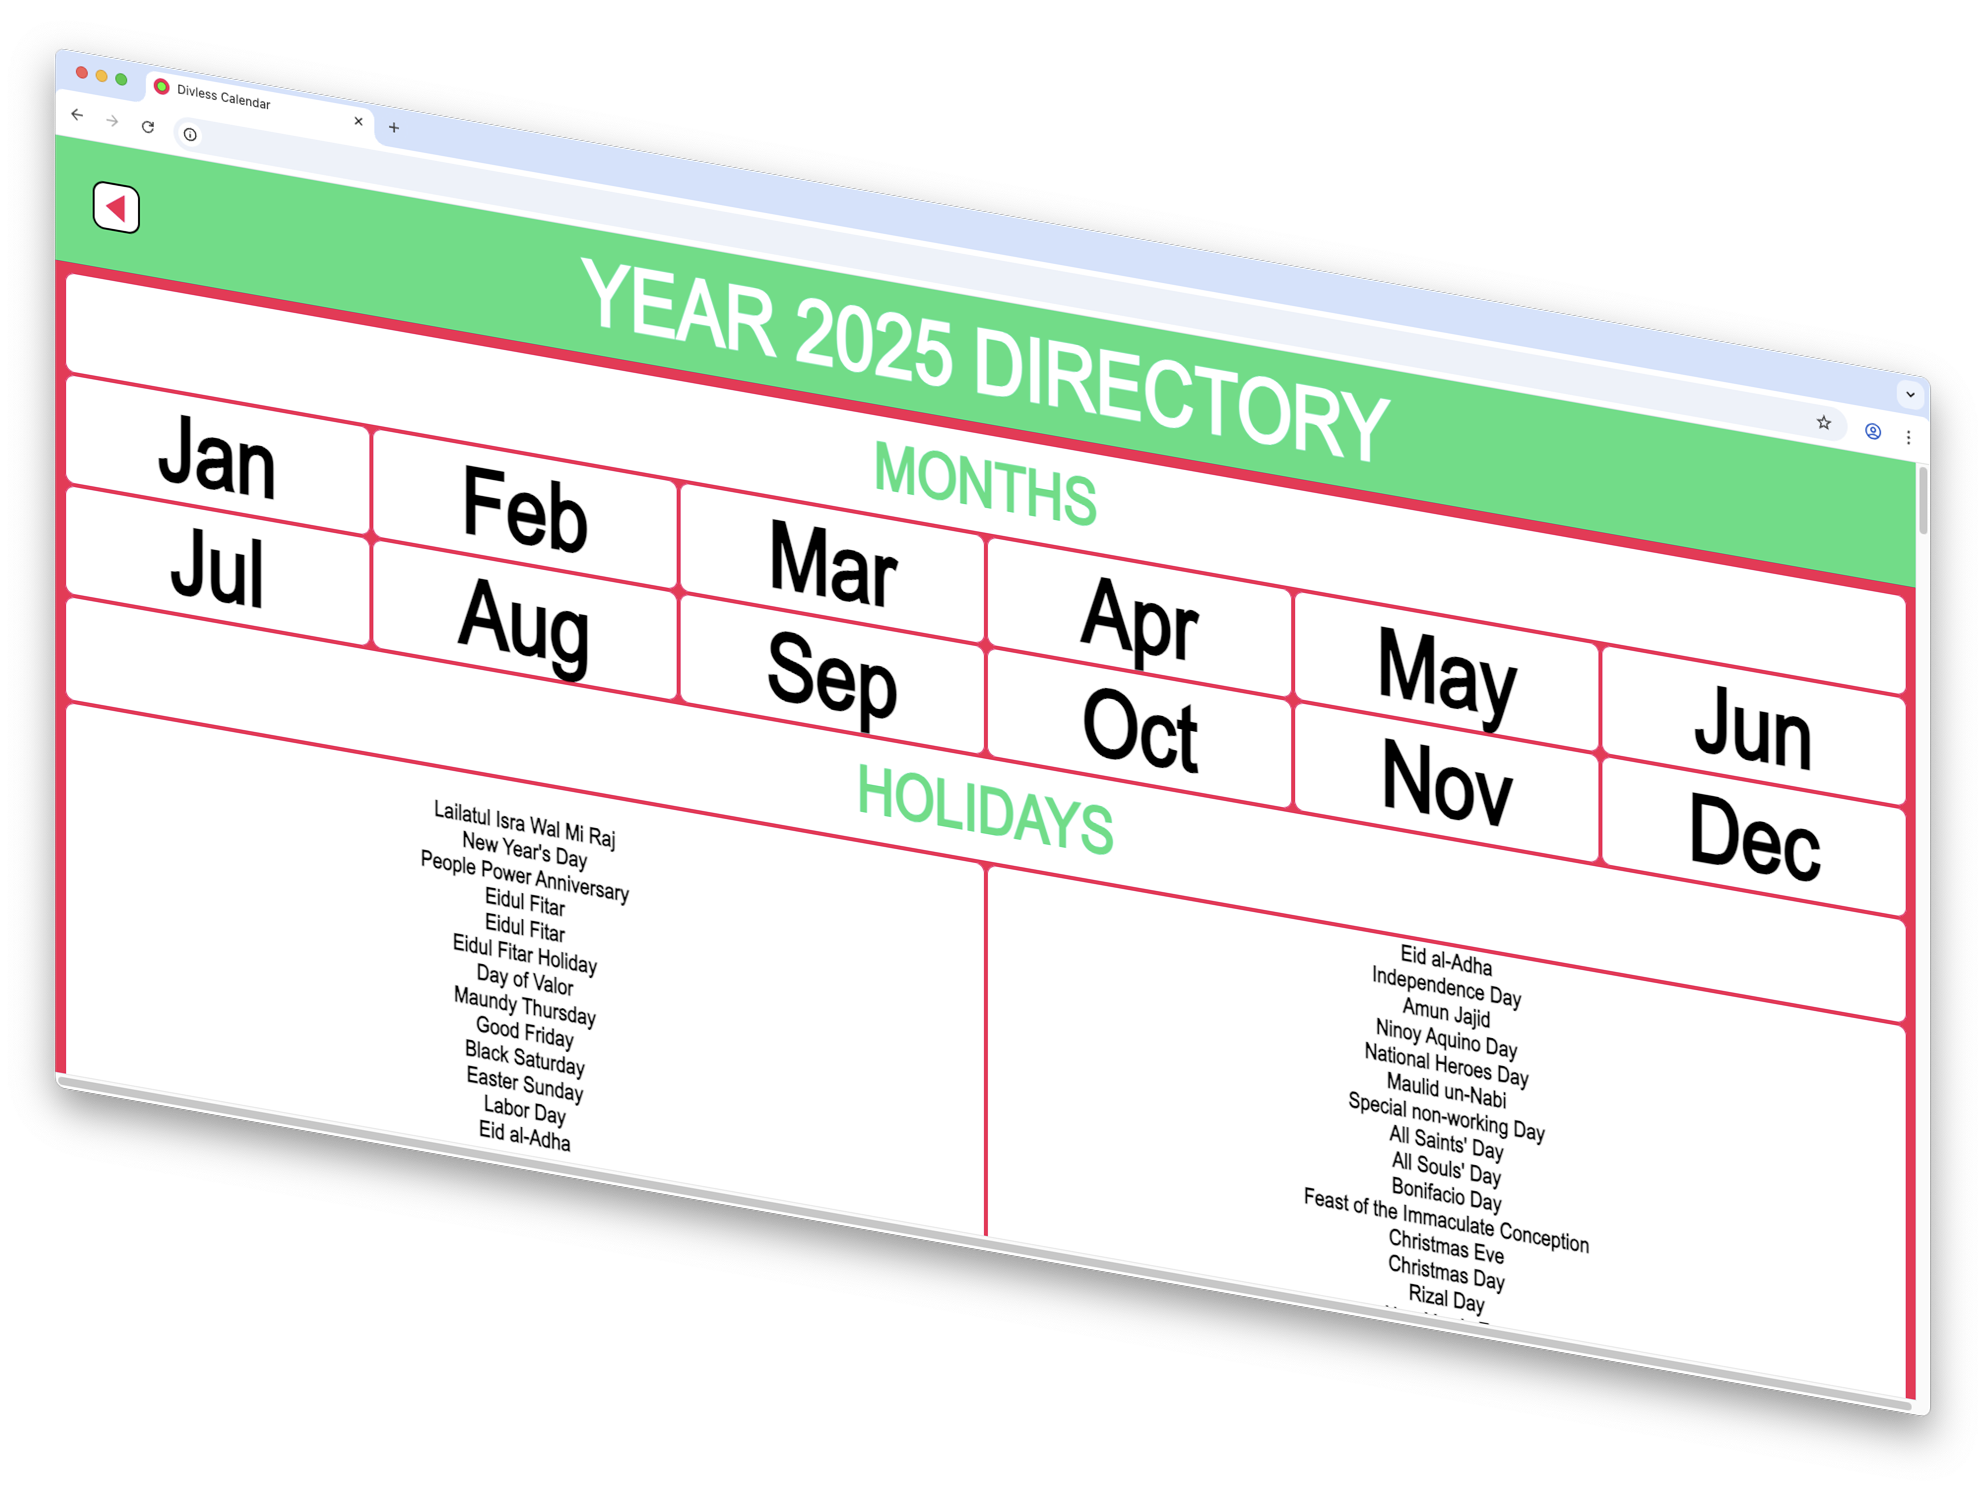 Divless Calendar
YEAR 2025 DIRECTORY
MONTHS
Jan Feb Mar Apr May Jun
Jul Aug Sep Oct Nov Dec
HOLIDAYS
Lailatul Isra Wal Mi Raj
New Year's Day
People Power Anniversary
Eidul Fitar
Eidul Fitar
Eidul Fitar Holiday
Day of Valor
Maundy Thursday
Good Friday
Black Saturday
Easter Sunday
Labor Day
Eid al-Adha
Eid al-Adha
Independence Day
Amun Jajid
Ninoy Aquino Day
National Heroes Day
Maulid un-Nabi
Special non-working Day
All Saints' Day
All Souls' Day
Bonifacio Day
Feast of the Immaculate Conception
Christmas Eve
Christmas Day
Rizal Day